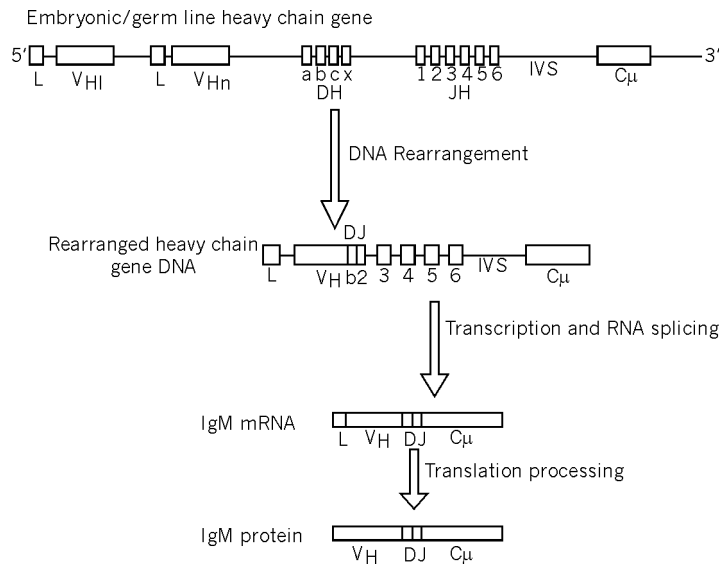 Embryonic/germ line heavy chain gene
5′ 3′
a b c x 1 2 3 4 5 6 IVS
L VHI L VHn DH JH Cμ
DNA Rearrangement
DJ
Rearranged heavy chain
gene DNA
L VH b2 3 4 5 6 IVS Cμ
Transcription and RNA splicing
IgM mRNA
L VH DJ Cμ
Translation processing
IgM protein
VH DJ Cμ